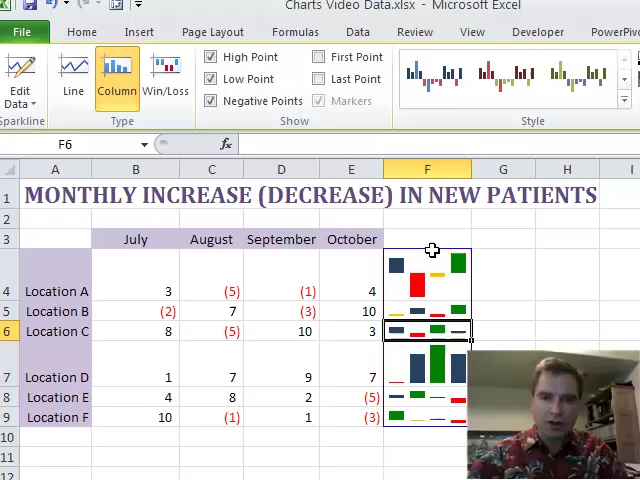 Charts Video Data.xlsx - Microsoft Excel
File Home Insert Page Layout Formulas Data Review View Developer PowerPivo
Edit Data
Line
Column
Win/Loss
High Point
First Point
Low Point
Last Point
Negative Points
Markers
Sparkline Type Show Style
F6 fx
A B C D E F G H I
1 MONTHLY INCREASE (DECREASE) IN NEW PATIENTS
2
3 July August September October
4 Location A 3 (5) (1) 4
5 Location B (2) 7 (3) 10
6 Location C 8 (5) 10 3
7 Location D 1 7 9 7
8 Location E 4 8 2 (5)
9 Location F 10 (1) 1 (3)
10
11
12